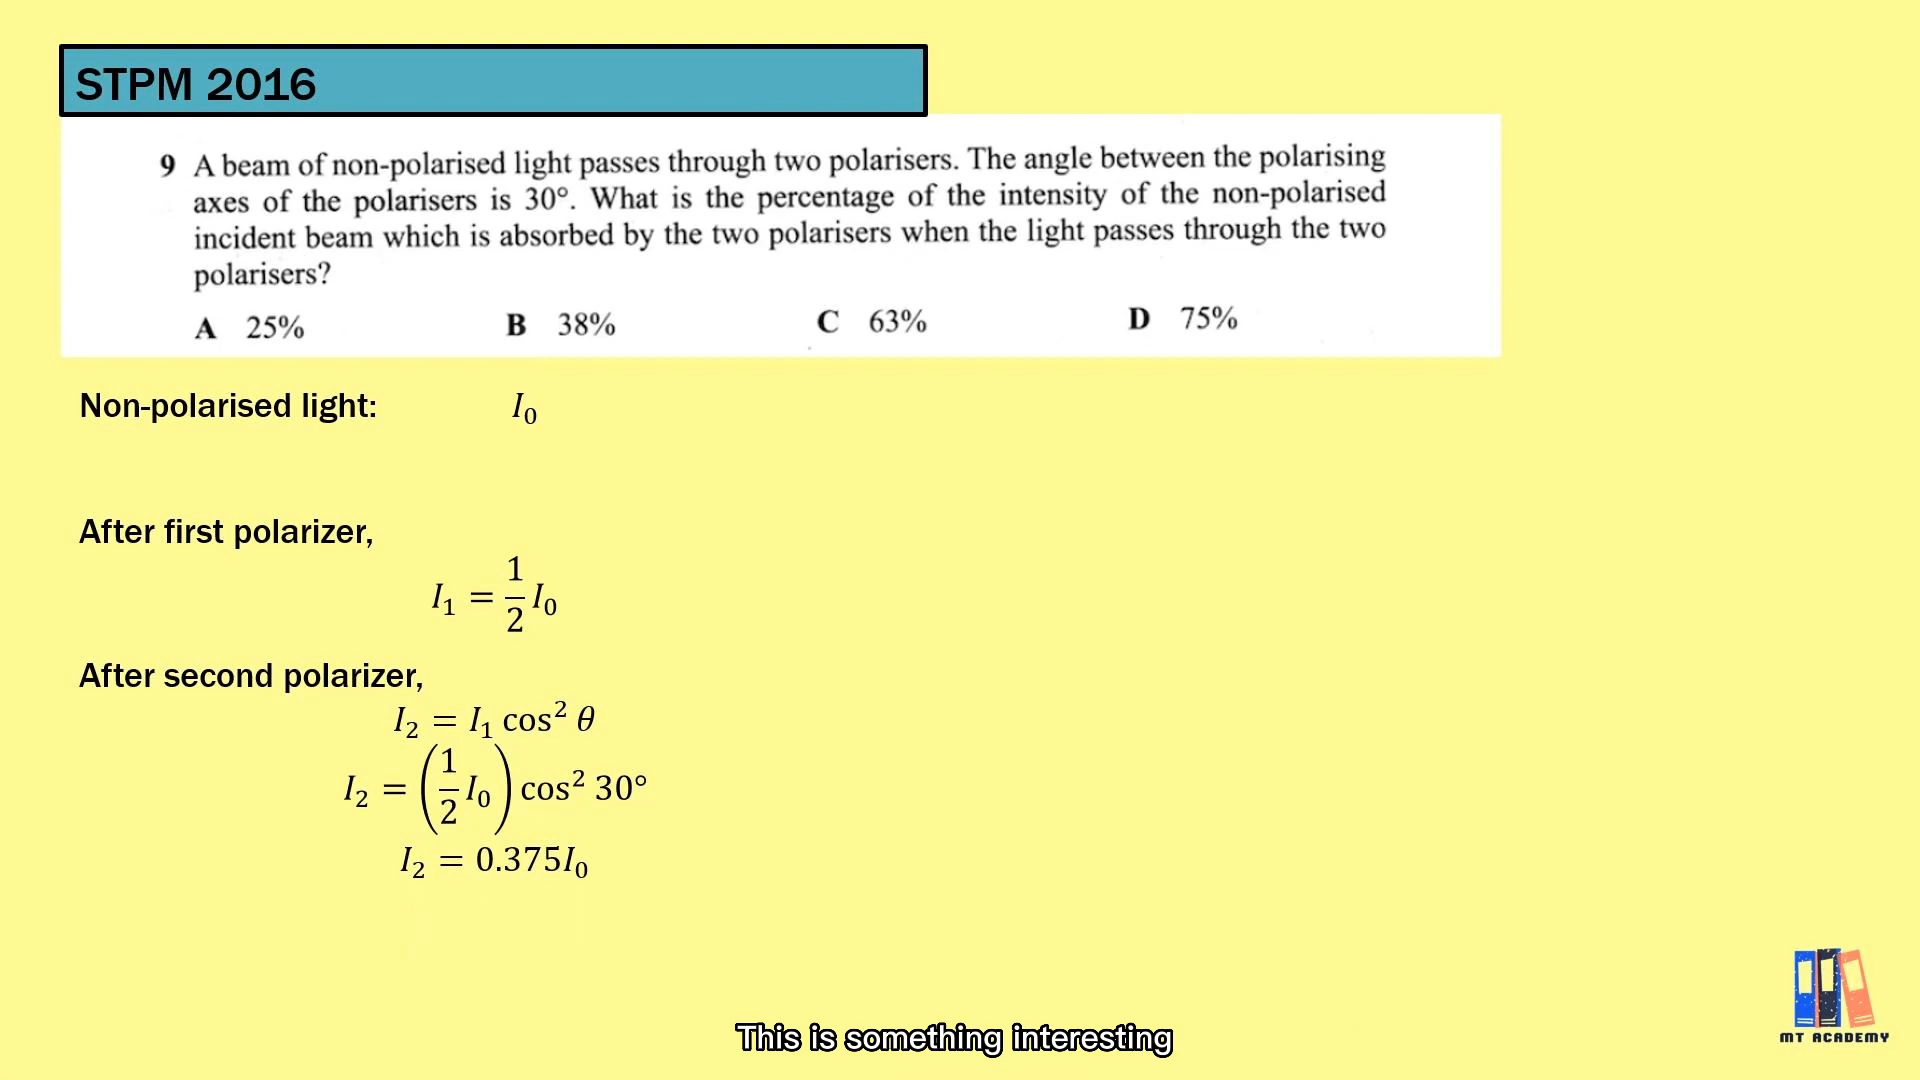 STPM 2016
9 A beam of non-polarised light passes through two polarisers. The angle between the polarising
axes of the polarisers is 30°. What is the percentage of the intensity of the non-polarised
incident beam which is absorbed by the two polarisers when the light passes through the two
polarisers?
A 25% B 38% C 63% D 75%
Non-polarised light: I₀
After first polarizer,
I₁ = 1/2 I₀
After second polarizer,
I₂ = I₁ cos² θ
I₂ = (1/2 I₀) cos² 30°
I₂ = 0.375I₀
This is something interesting
MT ACADEMY